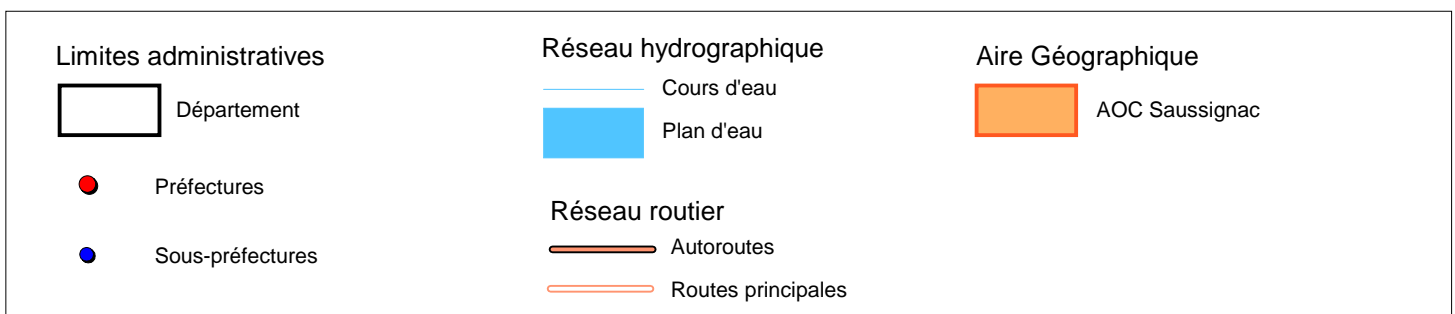 Limites administratives
Département
Préfectures
Sous-préfectures
Réseau hydrographique
Cours d'eau
Plan d'eau
Réseau routier
Autoroutes
Routes principales
Aire Géographique
AOC Saussignac